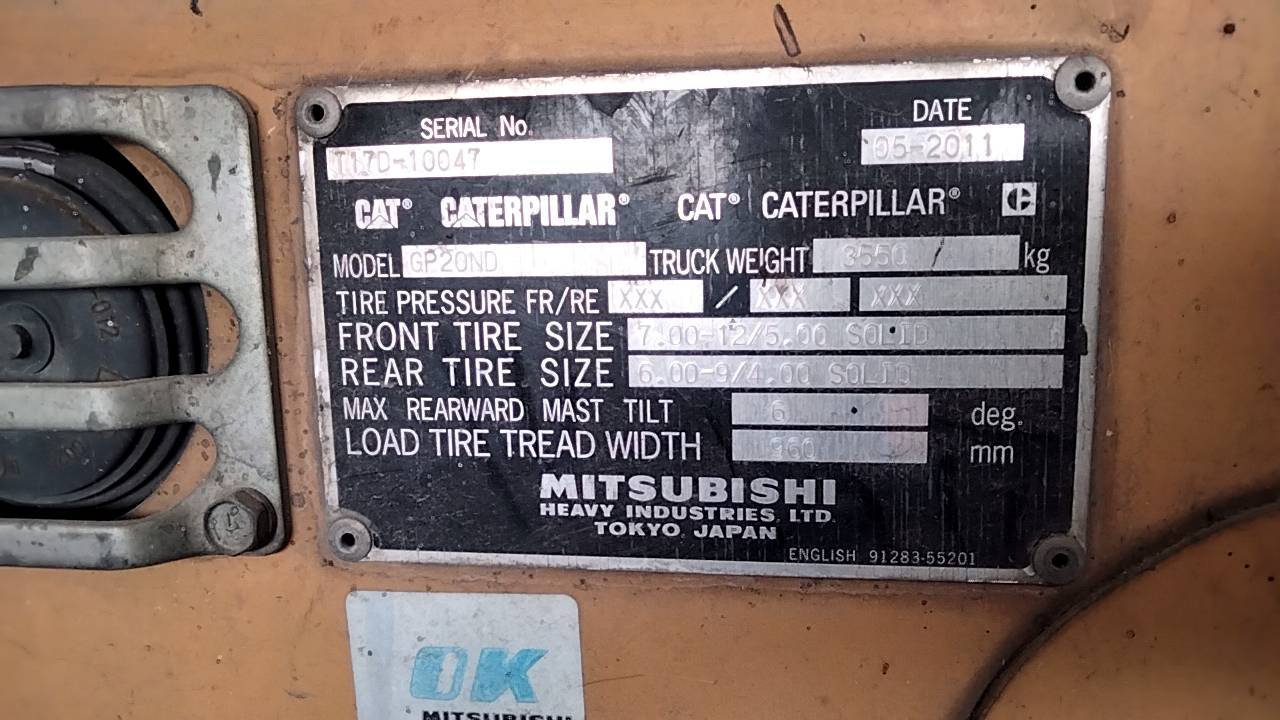 SERIAL No.
DATE
T17D-10047
05-2011
CAT® CATERPILLAR® CAT® CATERPILLAR®
MODEL GP20ND TRUCK WEIGHT 3550 kg
TIRE PRESSURE FR/RE XXX / XXX XXX
FRONT TIRE SIZE 7.00-12/5.00 SOLID
REAR TIRE SIZE 6.00-9/4.00 SOLID
MAX REARWARD MAST TILT 6 deg.
LOAD TIRE TREAD WIDTH 960 mm
MITSUBISHI
HEAVY INDUSTRIES, LTD.
TOKYO JAPAN
ENGLISH 91283-55201
OK
MITSUBISHI